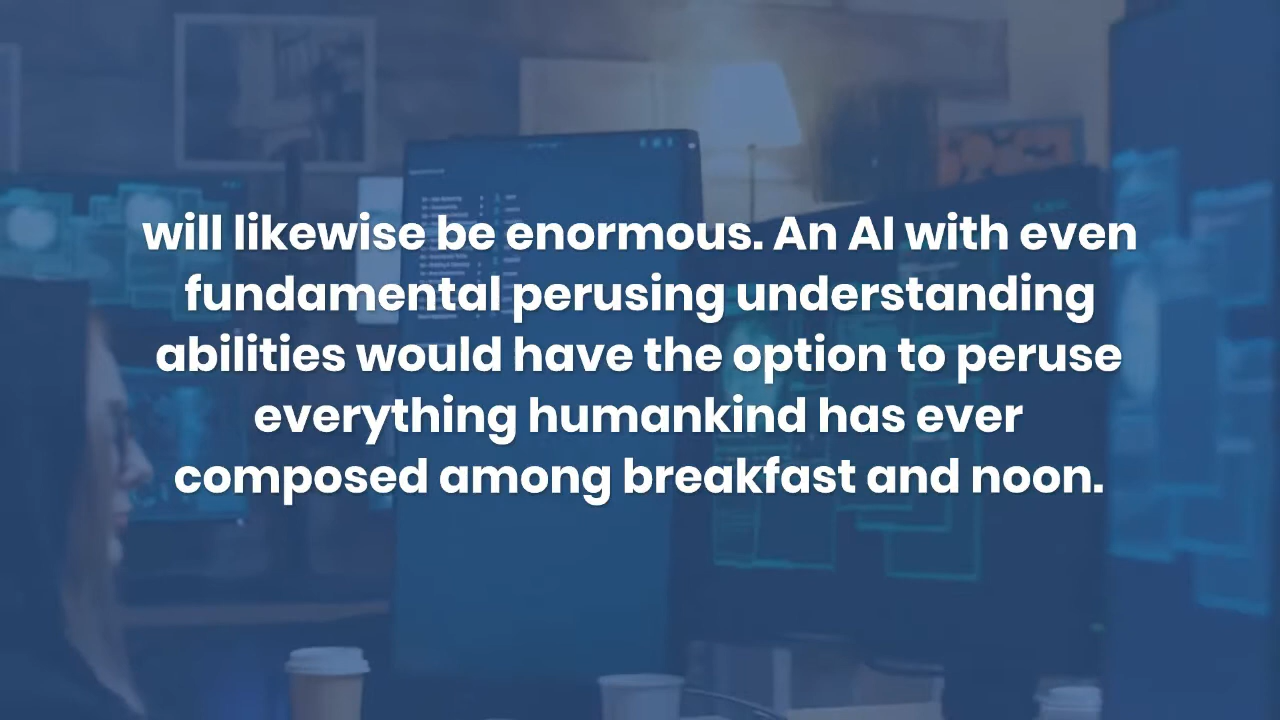 will likewise be enormous. An AI with even
fundamental perusing understanding
abilities would have the option to peruse
everything humankind has ever
composed among breakfast and noon.